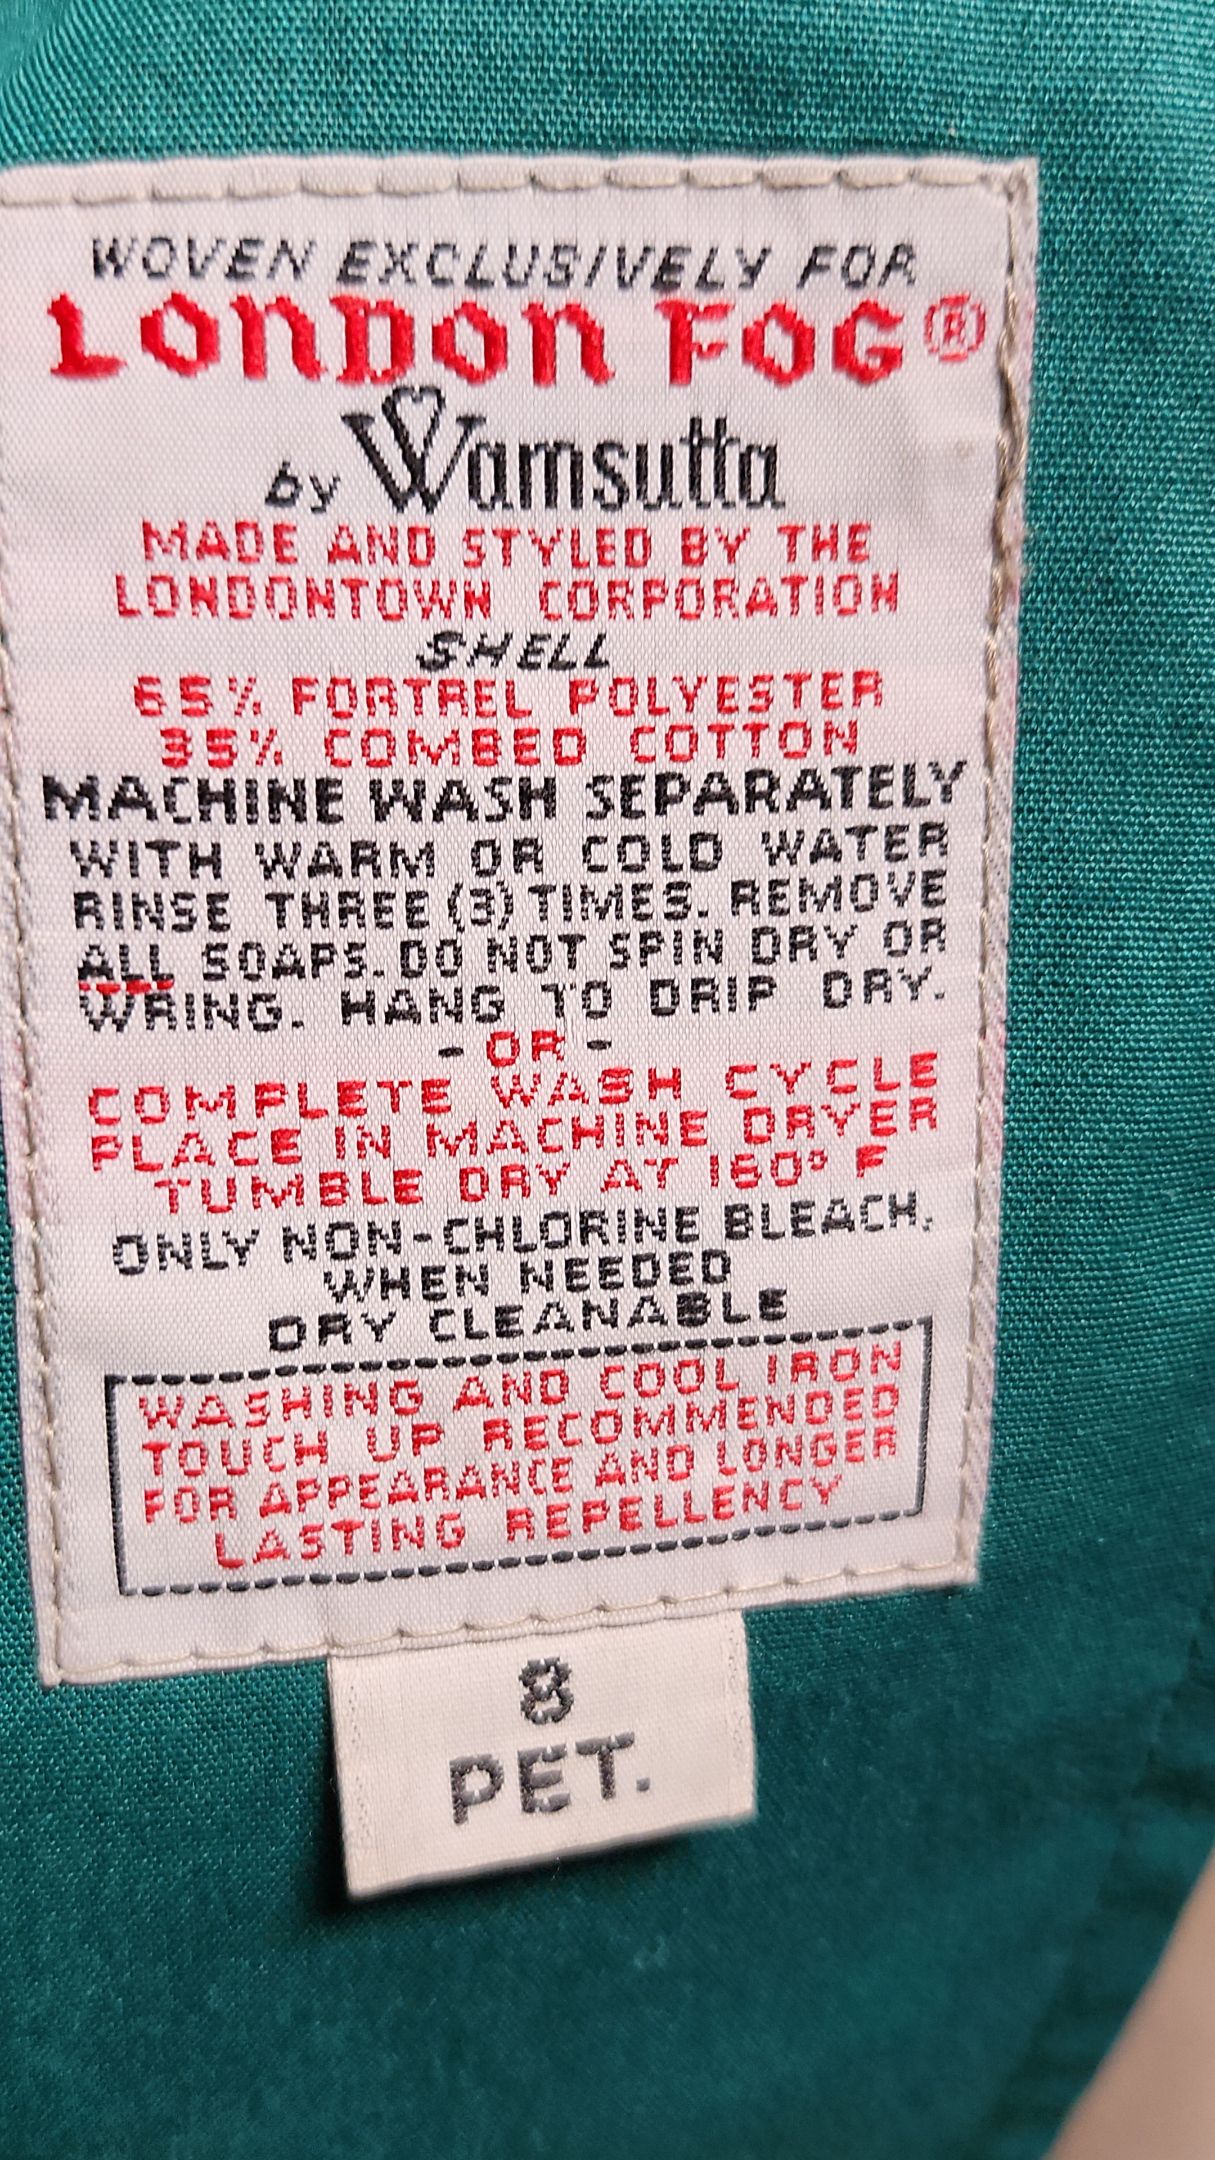 WOVEN EXCLUSIVELY FOR
LONDON FOG®
by Wamsutta
MADE AND STYLED BY THE
LONDONTOWN CORPORATION
SHELL
65% FORTREL POLYESTER
35% COMBED COTTON
MACHINE WASH SEPARATELY
WITH WARM OR COLD WATER
RINSE THREE (3) TIMES. REMOVE
ALL SOAPS. DO NOT SPIN DRY OR
WRING. HANG TO DRIP DRY.
- OR -
COMPLETE WASH CYCLE
PLACE IN MACHINE DRYER
TUMBLE DRY AT 160° F
ONLY NON-CHLORINE BLEACH,
WHEN NEEDED
DRY CLEANABLE
WASHING AND COOL IRON
TOUCH UP RECOMMENDED
FOR APPEARANCE AND LONGER
LASTING REPELLENCY
8
PET.